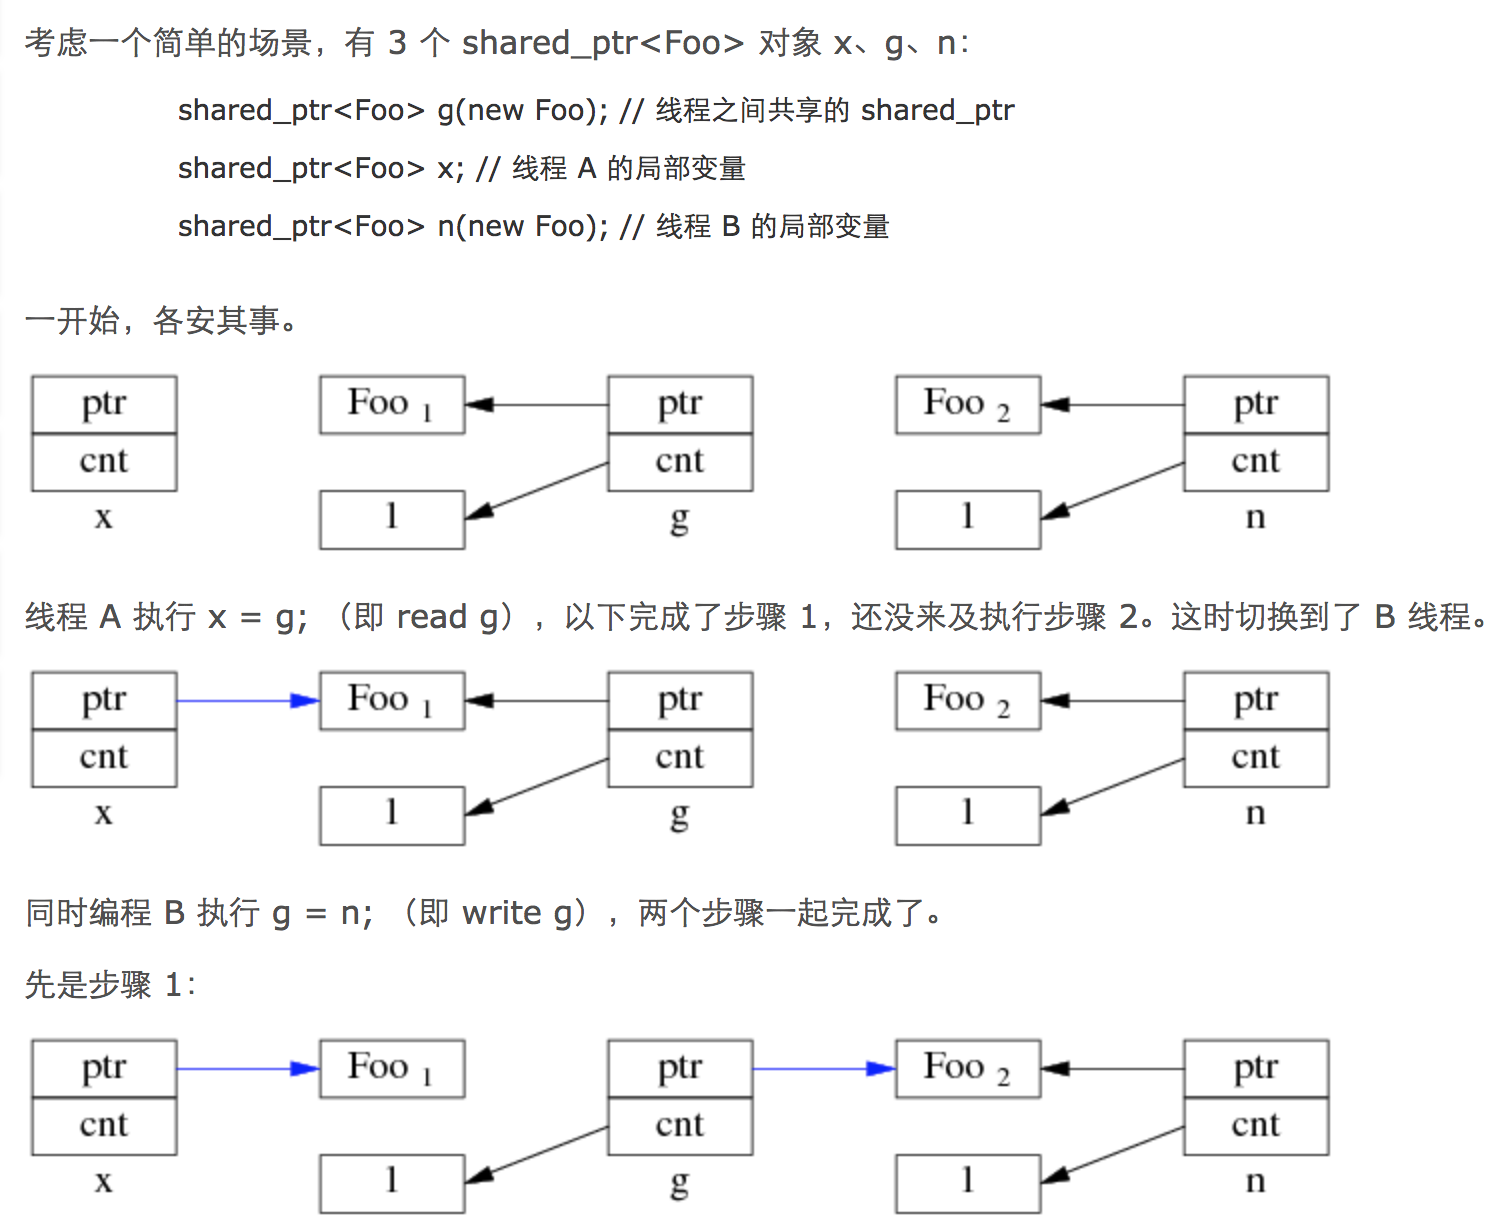 考虑一个简单的场景，有 3 个 shared_ptr<Foo> 对象 x、g、n：
shared_ptr<Foo> g(new Foo); // 线程之间共享的 shared_ptr
shared_ptr<Foo> x; // 线程 A 的局部变量
shared_ptr<Foo> n(new Foo); // 线程 B 的局部变量
一开始，各安其事。
ptr Foo 1 ptr Foo 2 ptr
cnt cnt cnt
x 1 g 1 n
线程 A 执行 x = g; （即 read g），以下完成了步骤 1，还没来及执行步骤 2。这时切换到了 B 线程。
ptr Foo 1 ptr Foo 2 ptr
cnt cnt cnt
x 1 g 1 n
同时编程 B 执行 g = n; （即 write g），两个步骤一起完成了。
先是步骤 1：
ptr Foo 1 ptr Foo 2 ptr
cnt cnt cnt
x 1 g 1 n